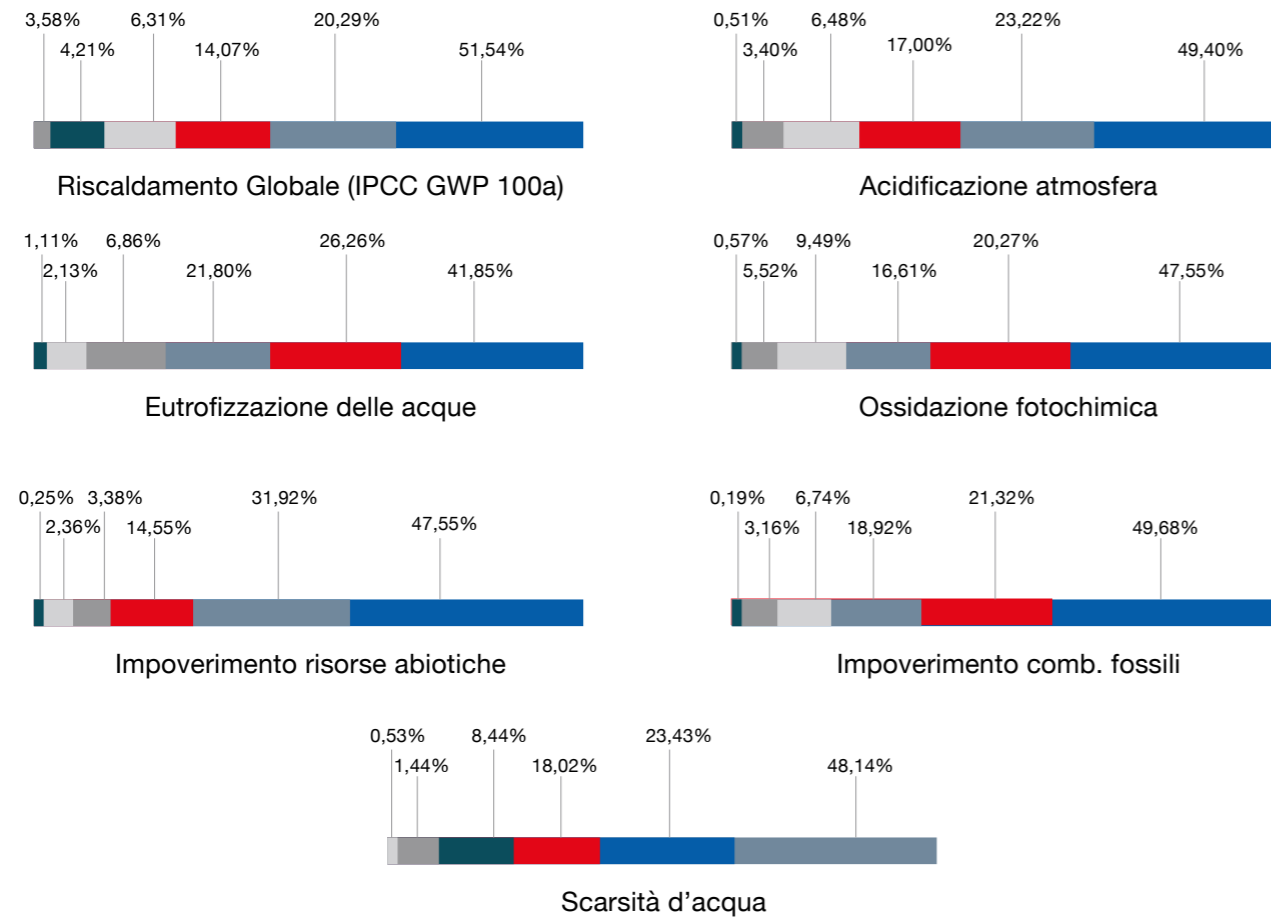 3,58% 6,31% 20,29%
4,21% 14,07% 51,54%
Riscaldamento Globale (IPCC GWP 100a)
0,51% 6,48% 23,22%
3,40% 17,00% 49,40%
Acidificazione atmosfera
1,11% 6,86% 26,26%
2,13% 21,80% 41,85%
Eutrofizzazione delle acque
0,57% 9,49% 20,27%
5,52% 16,61% 47,55%
Ossidazione fotochimica
0,25% 3,38% 31,92%
2,36% 14,55% 47,55%
Impoverimento risorse abiotiche
0,19% 6,74% 21,32%
3,16% 18,92% 49,68%
Impoverimento comb. fossili
0,53% 8,44% 23,43%
1,44% 18,02% 48,14%
Scarsità d’acqua